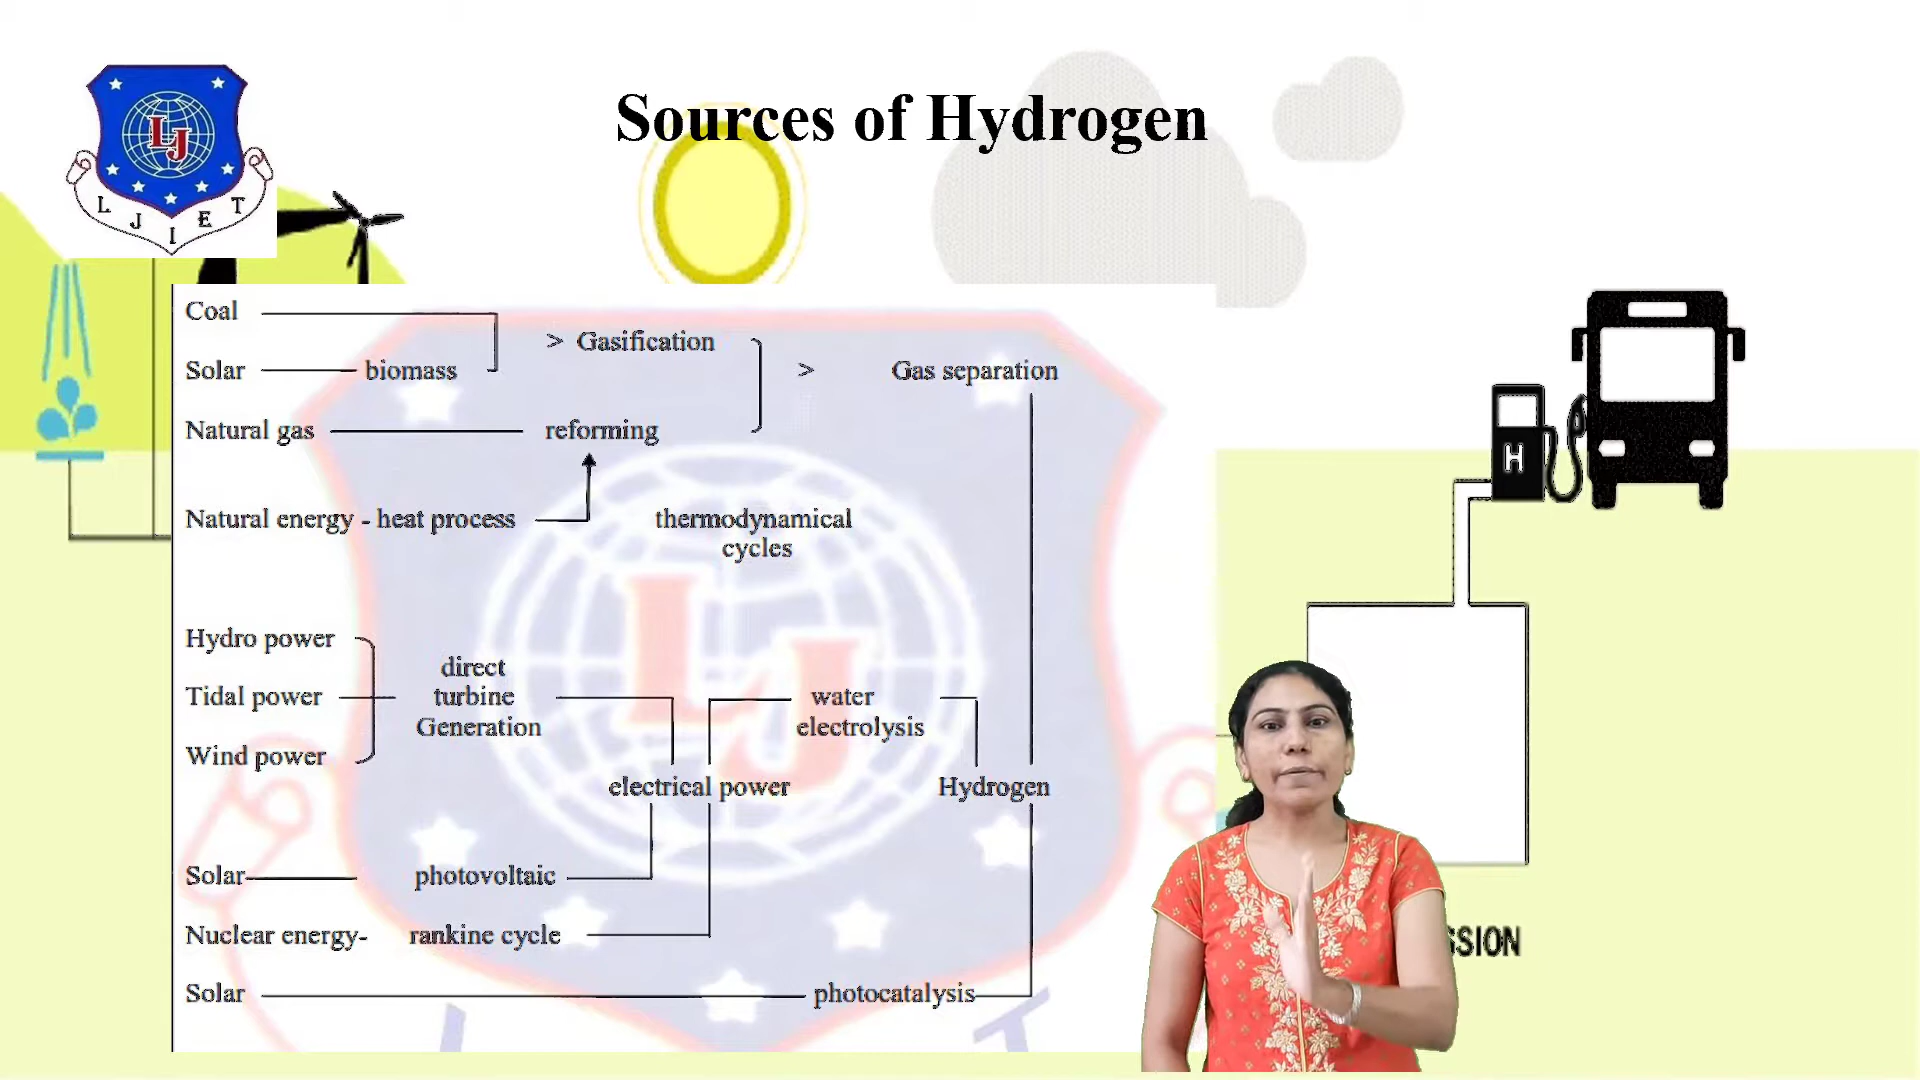 Sources of Hydrogen
LJ
L J I E T
Coal
> Gasification
Solar biomass > Gas separation
Natural gas reforming
H
Natural energy - heat process thermodynamical
cycles
Hydro power
direct
Tidal power turbine water
Generation electrolysis
Wind power
electrical power Hydrogen
Solar photovoltaic
Nuclear energy- rankine cycle
Solar photocatalysis